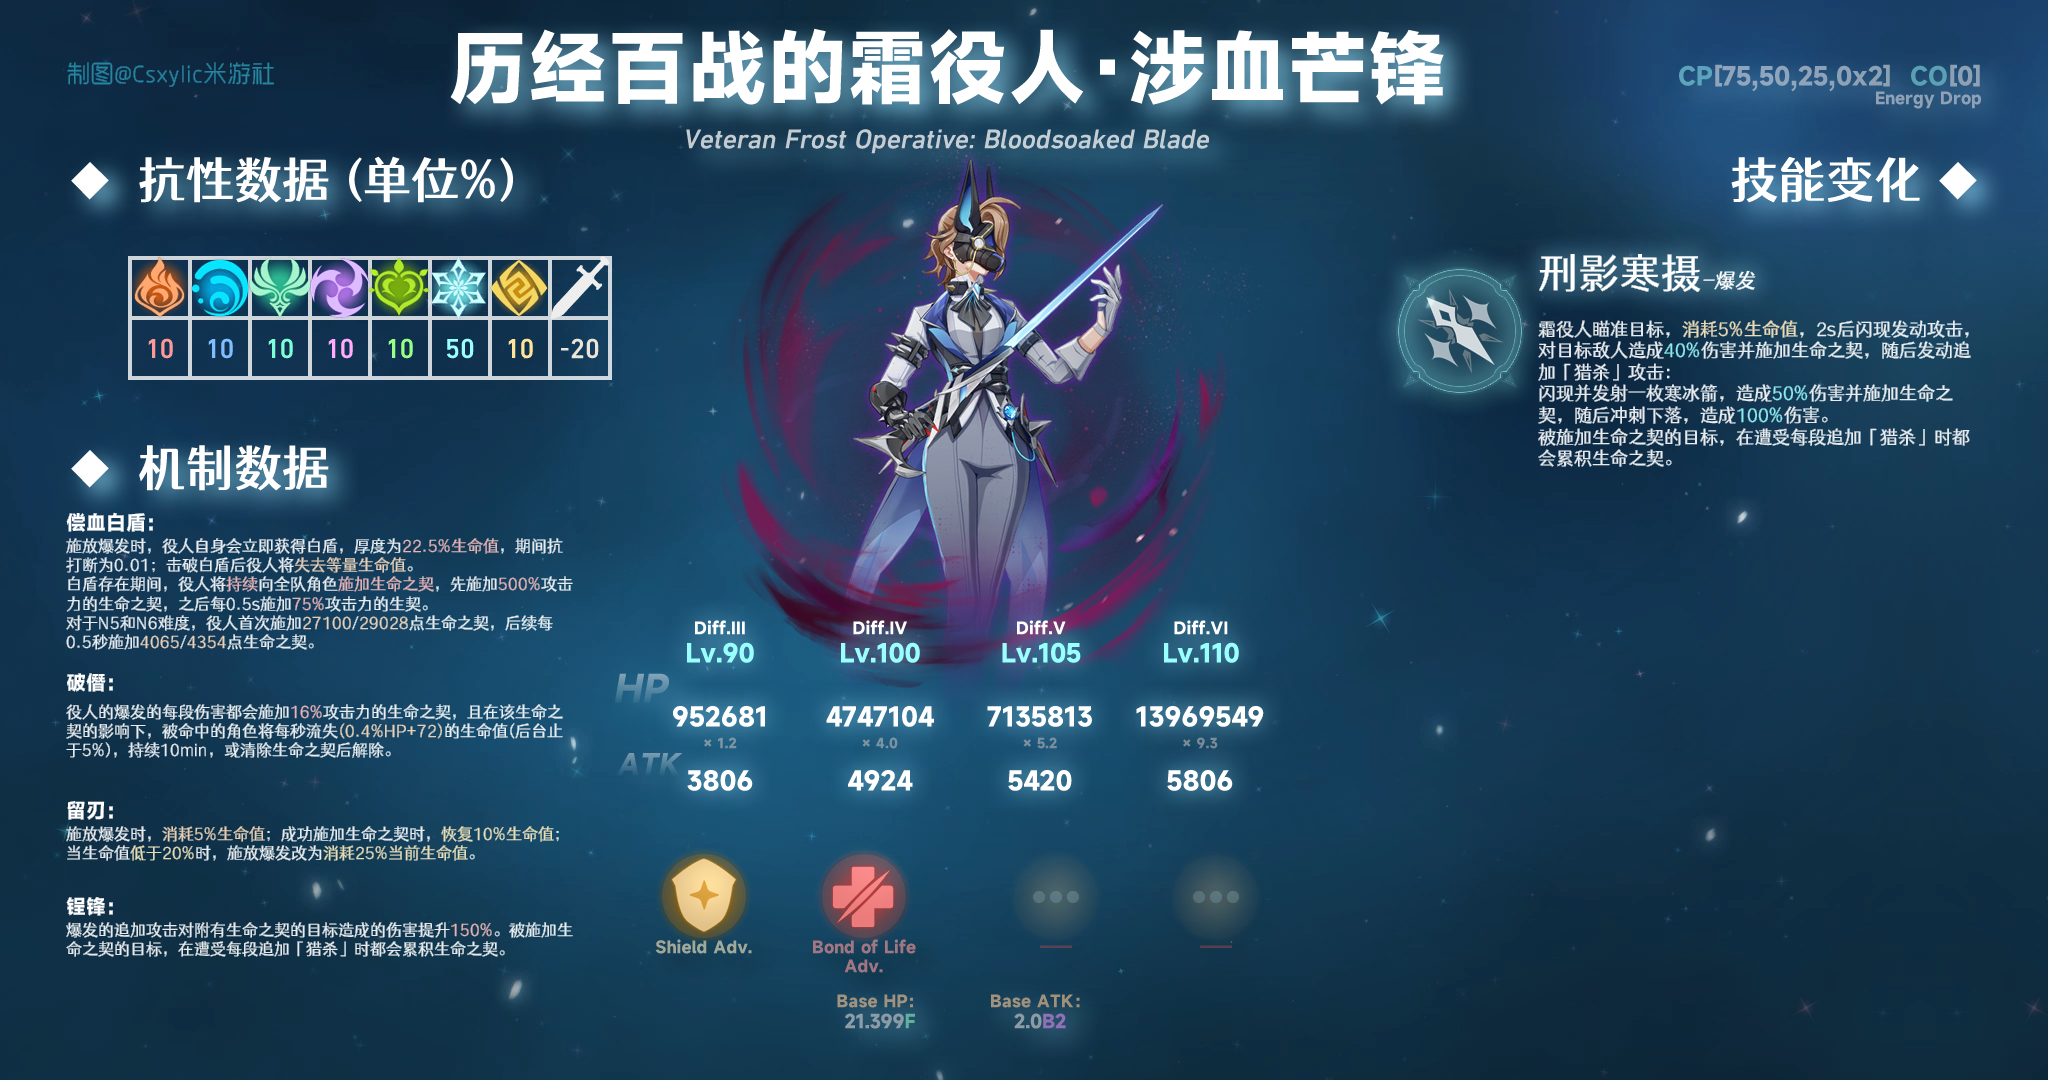 制图@Csxylic米游社
历经百战的霜役人·涉血芒锋
Veteran Frost Operative: Bloodsoaked Blade
CP[75,50,25,0x2] CO[0]
Energy Drop
抗性数据 (单位%)
10 10 10 10 10 50 10 -20
机制数据
偿血白盾：
施放爆发时，役人自身会立即获得白盾，厚度为22.5%生命值，期间抗
打断为0.01；击破白盾后役人将失去等量生命值。
白盾存在期间，役人将持续向全队角色施加生命之契，先施加500%攻击
力的生命之契，之后每0.5s施加75%攻击力的生契。
对于N5和N6难度，役人首次施加27100/29028点生命之契，后续每
0.5秒施加4065/4354点生命之契。
破僭：
役人的爆发的每段伤害都会施加16%攻击力的生命之契，且在该生命之
契的影响下，被命中的角色将每秒流失(0.4%HP+72)的生命值(后台止
于5%)，持续10min，或清除生命之契后解除。
留刃：
施放爆发时，消耗5%生命值；成功施加生命之契时，恢复10%生命值；
当生命值低于20%时，施放爆发改为消耗25%当前生命值。
锃锋：
爆发的追加攻击对附有生命之契的目标造成的伤害提升150%。被施加生
命之契的目标，在遭受每段追加「猎杀」时都会累积生命之契。
Diff.III Diff.IV Diff.V Diff.VI
Lv.90 Lv.100 Lv.105 Lv.110
HP
952681 4747104 7135813 13969549
× 1.2 × 4.0 × 5.2 × 9.3
ATK
3806 4924 5420 5806
Shield Adv.
Bond of Life
Adv.
Base HP: Base ATK:
21.399F 2.0B2
技能变化
刑影寒摄-爆发
霜役人瞄准目标，消耗5%生命值，2s后闪现发动攻击，
对目标敌人造成40%伤害并施加生命之契，随后发动追
加「猎杀」攻击：
闪现并发射一枚寒冰箭，造成50%伤害并施加生命之
契，随后冲刺下落，造成100%伤害。
被施加生命之契的目标，在遭受每段追加「猎杀」时都
会累积生命之契。